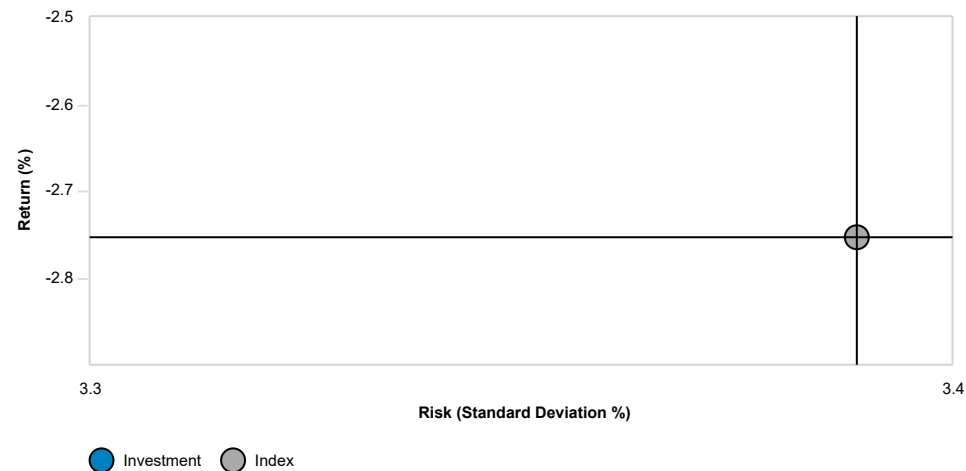 -2.5
-2.6
-2.7
-2.8
Return (%)
3.3
3.4
Risk (Standard Deviation %)
Investment
Index